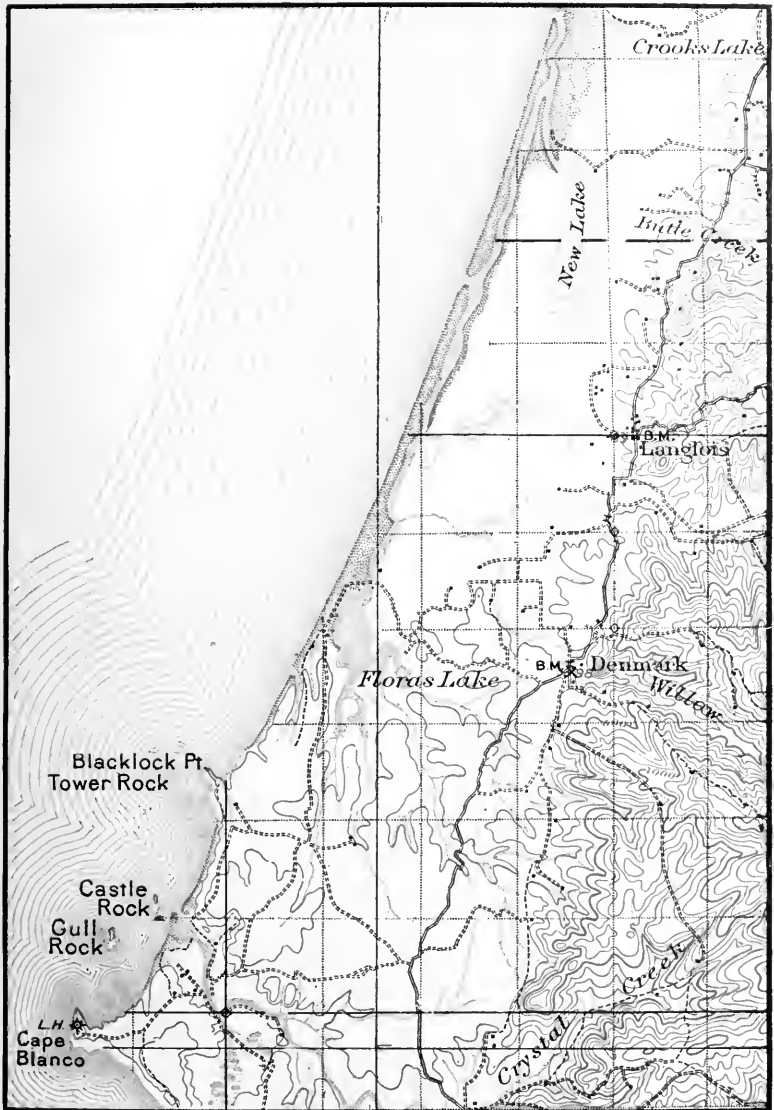 Crooks Lake
New Lake
Butte Creek
B.M.
Langlois
B.M.
Denmark
Floras Lake
Willow
Blacklock Pt.
Tower Rock
Castle
Rock
Gull
Rock
Creek
L.H.
Cape
Blanco
Crystal